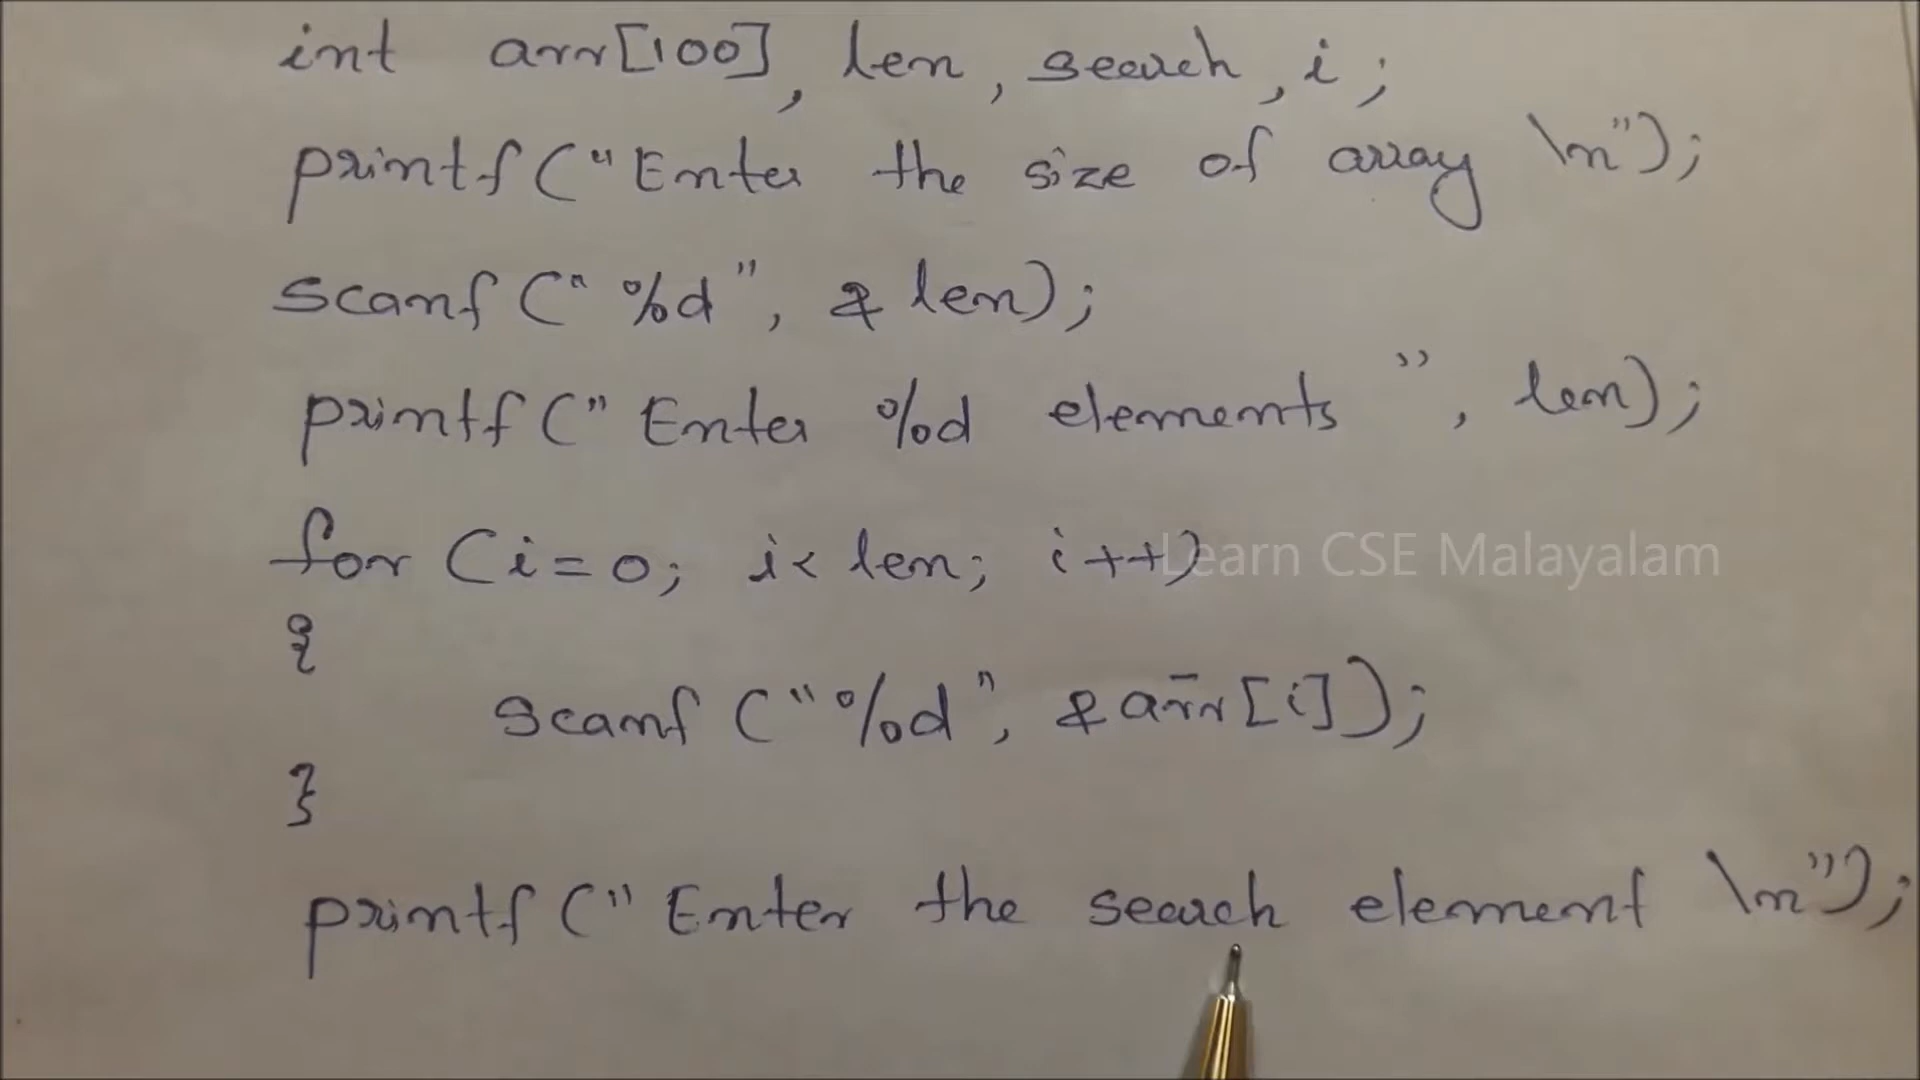 int arr[100], len, search, i;
printf("Enter the size of array \n");
scanf("%d", &len);
printf("Enter %d elements", len);
for (i=0; i< len; i++)
Learn CSE Malayalam
{
scanf("%d", &arr[i]);
}
printf("Enter the search element \n");